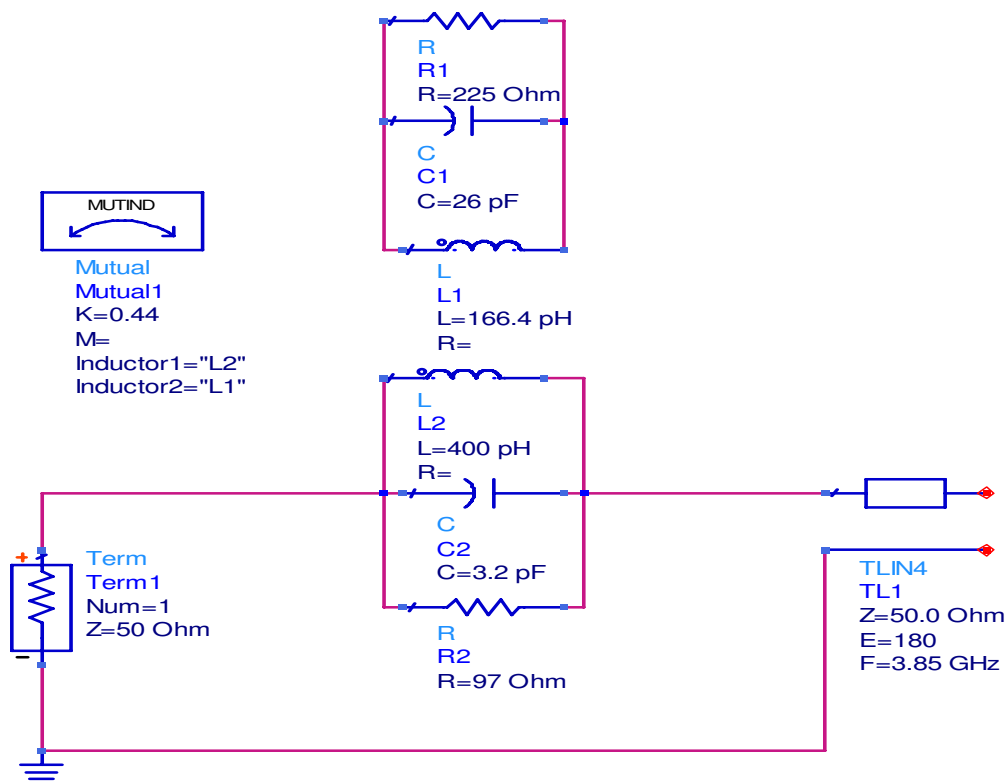 R
R1
R=225 Ohm
C
C1
C=26 pF
MUTIND
Mutual
Mutual1
K=0.44
M=
Inductor1="L2"
Inductor2="L1"
L
L1
L=166.4 pH
R=
L
L2
L=400 pH
R=
C
C2
C=3.2 pF
R
R2
R=97 Ohm
+
Term
Term1
Num=1
Z=50 Ohm
-
TLIN4
TL1
Z=50.0 Ohm
E=180
F=3.85 GHz